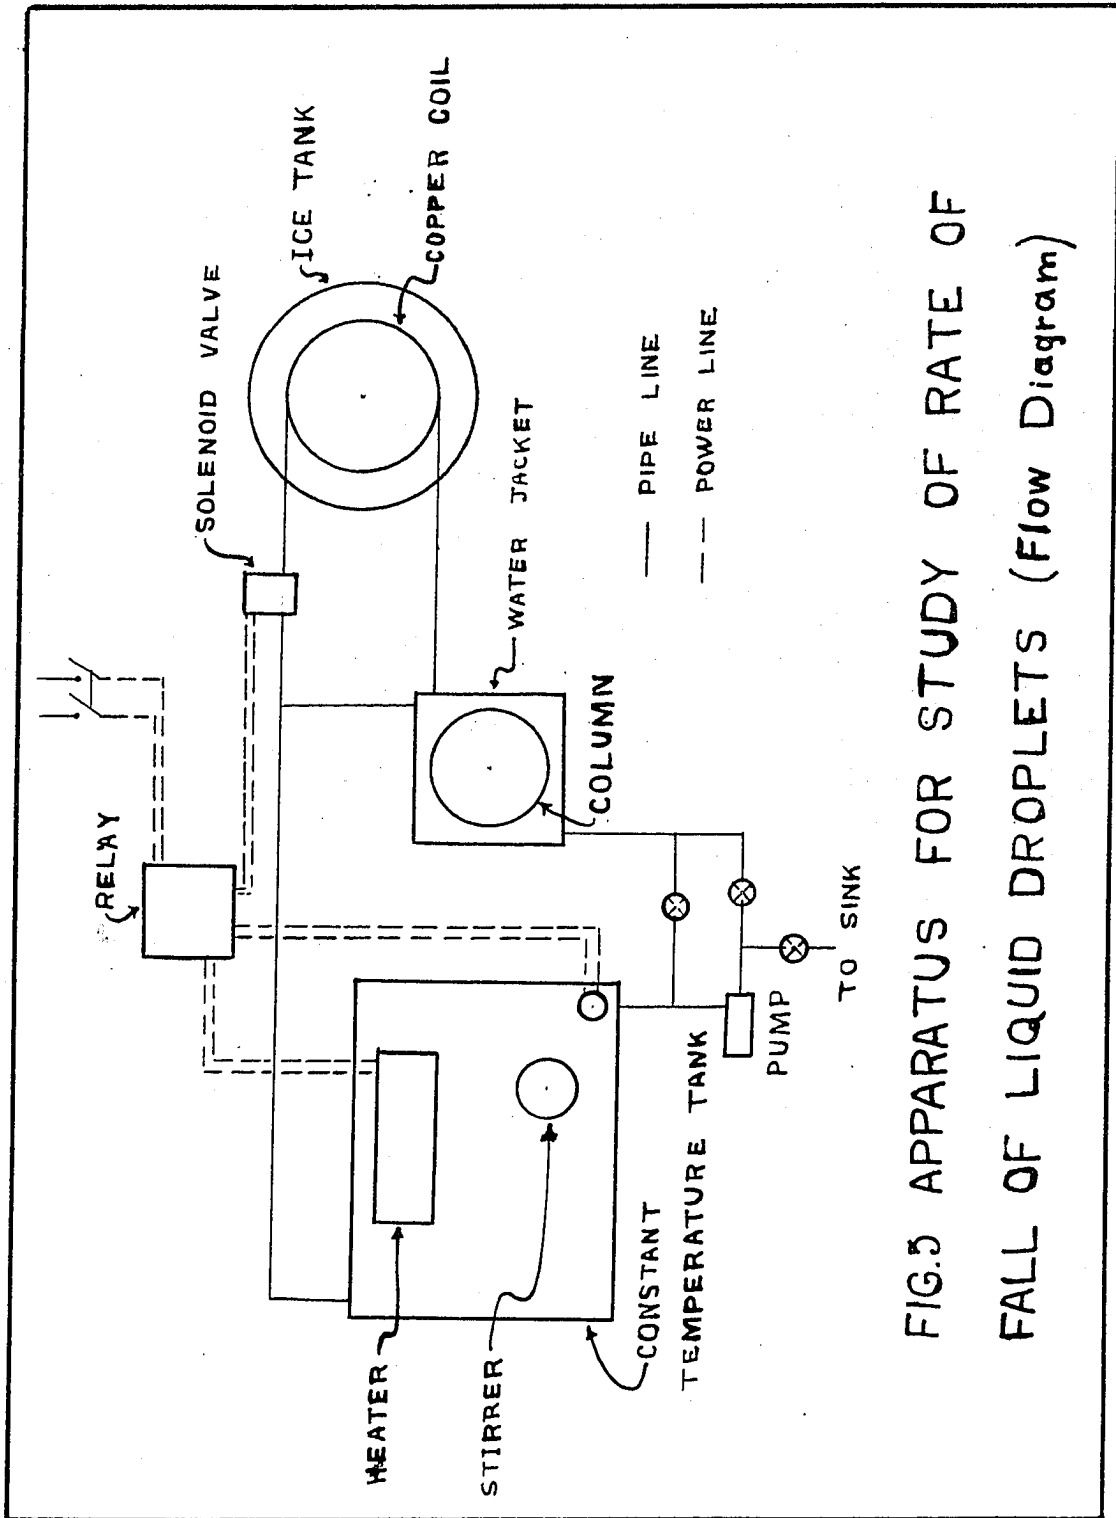 RELAY
SOLENOID VALVE
ICE TANK
COPPER COIL
HEATER
STIRRER
CONSTANT
TEMPERATURE TANK
COLUMN
WATER JACKET
PUMP
TO SINK
PIPE LINE
POWER LINE
FIG.5 APPARATUS FOR STUDY OF RATE OF
FALL OF LIQUID DROPLETS (Flow Diagram)